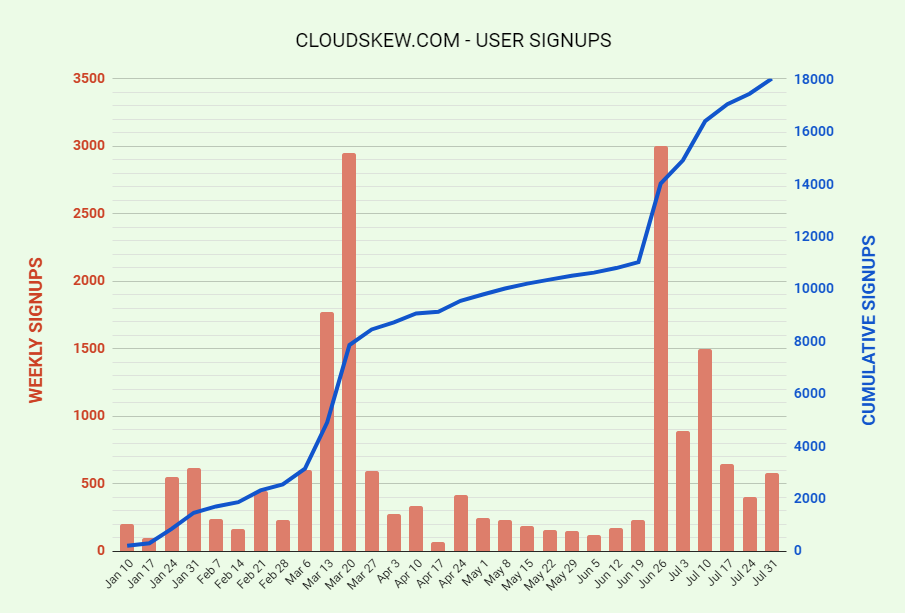 CLOUDSKEW.COM - USER SIGNUPS
WEEKLY SIGNUPS
3500
3000
2500
2000
1500
1000
500
0
18000
16000
14000
12000
10000
8000
6000
4000
2000
0
CUMULATIVE SIGNUPS
Jan 10
Jan 17
Jan 24
Jan 31
Feb 7
Feb 14
Feb 21
Feb 28
Mar 6
Mar 13
Mar 20
Mar 27
Apr 3
Apr 10
Apr 17
Apr 24
May 1
May 8
May 15
May 22
May 29
Jun 5
Jun 12
Jun 19
Jun 26
Jul 3
Jul 10
Jul 17
Jul 24
Jul 31